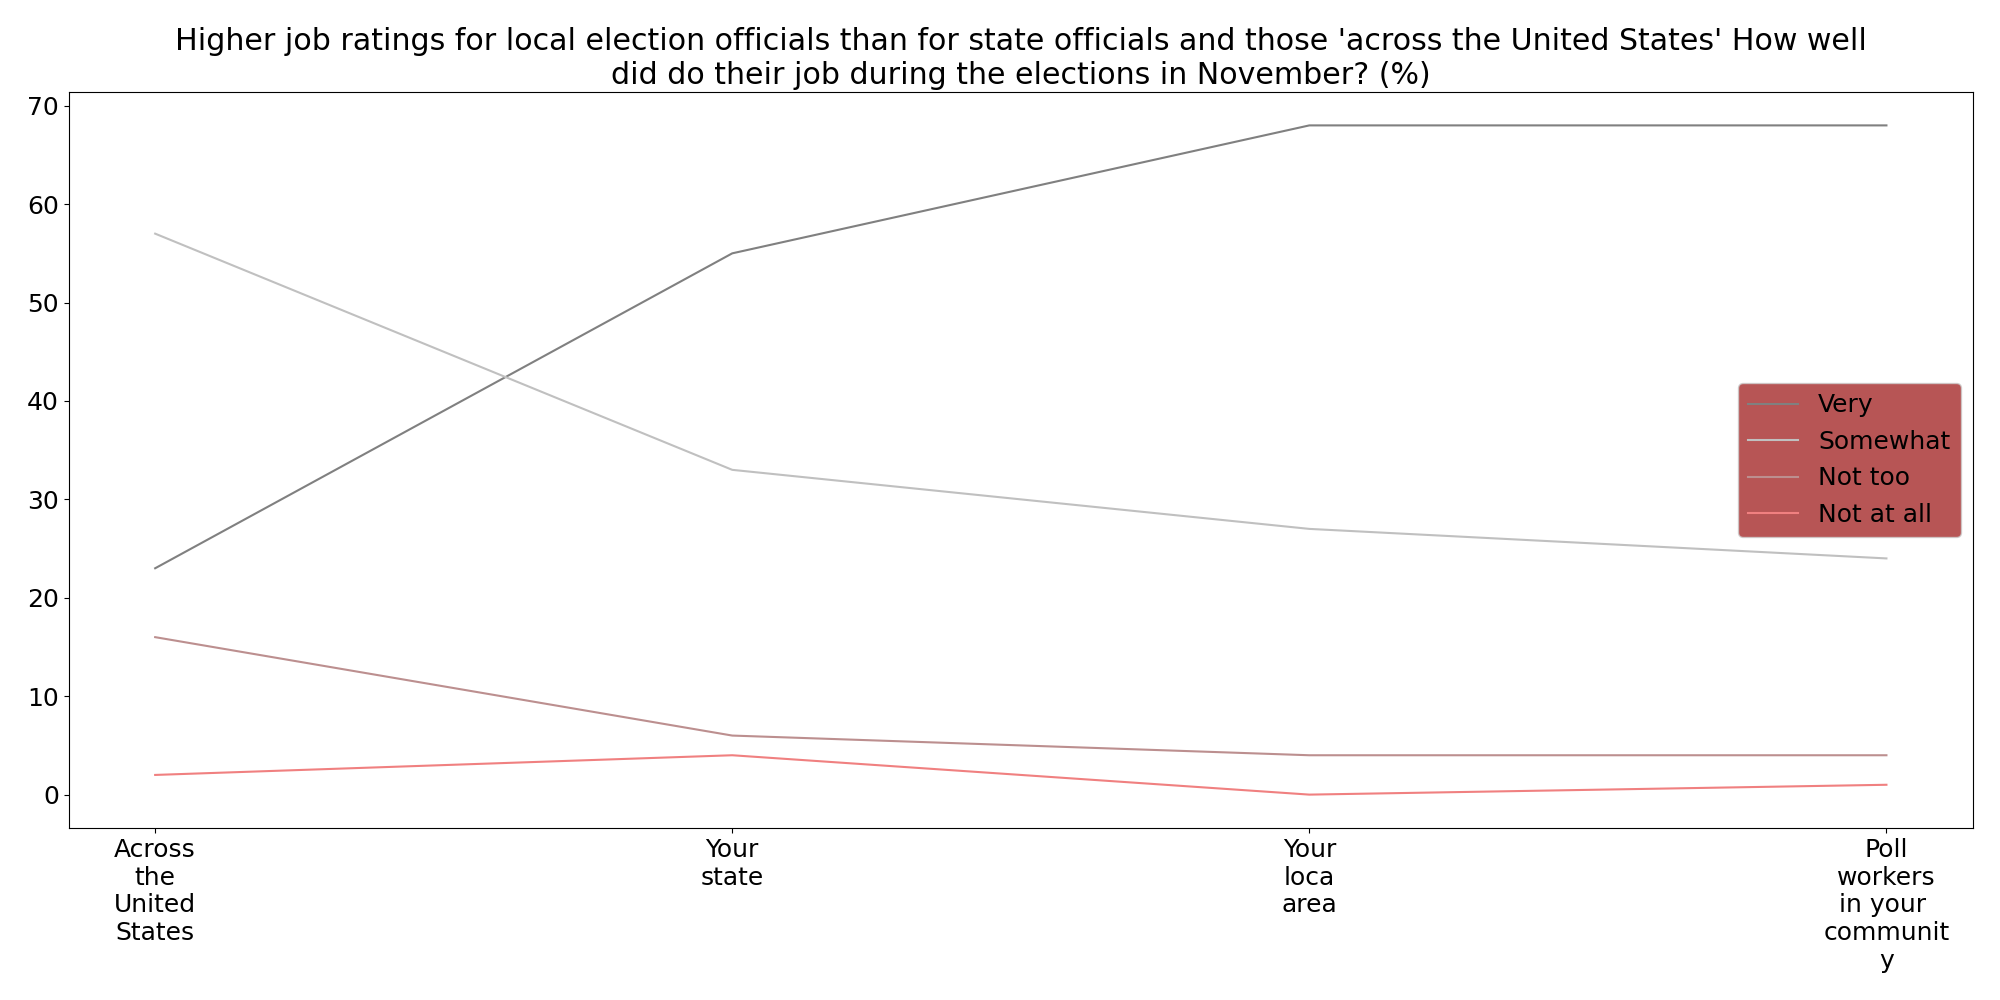 Higher job ratings for local election officials than for state officials and those 'across the United States' How well
did do their job during the elections in November? (%)
70
60
50
40
30
20
10
0
Very
Somewhat
Not too
Not at all
Across
the
United
States
Your
state
Your
loca
area
Poll
workers
in your
communit
y